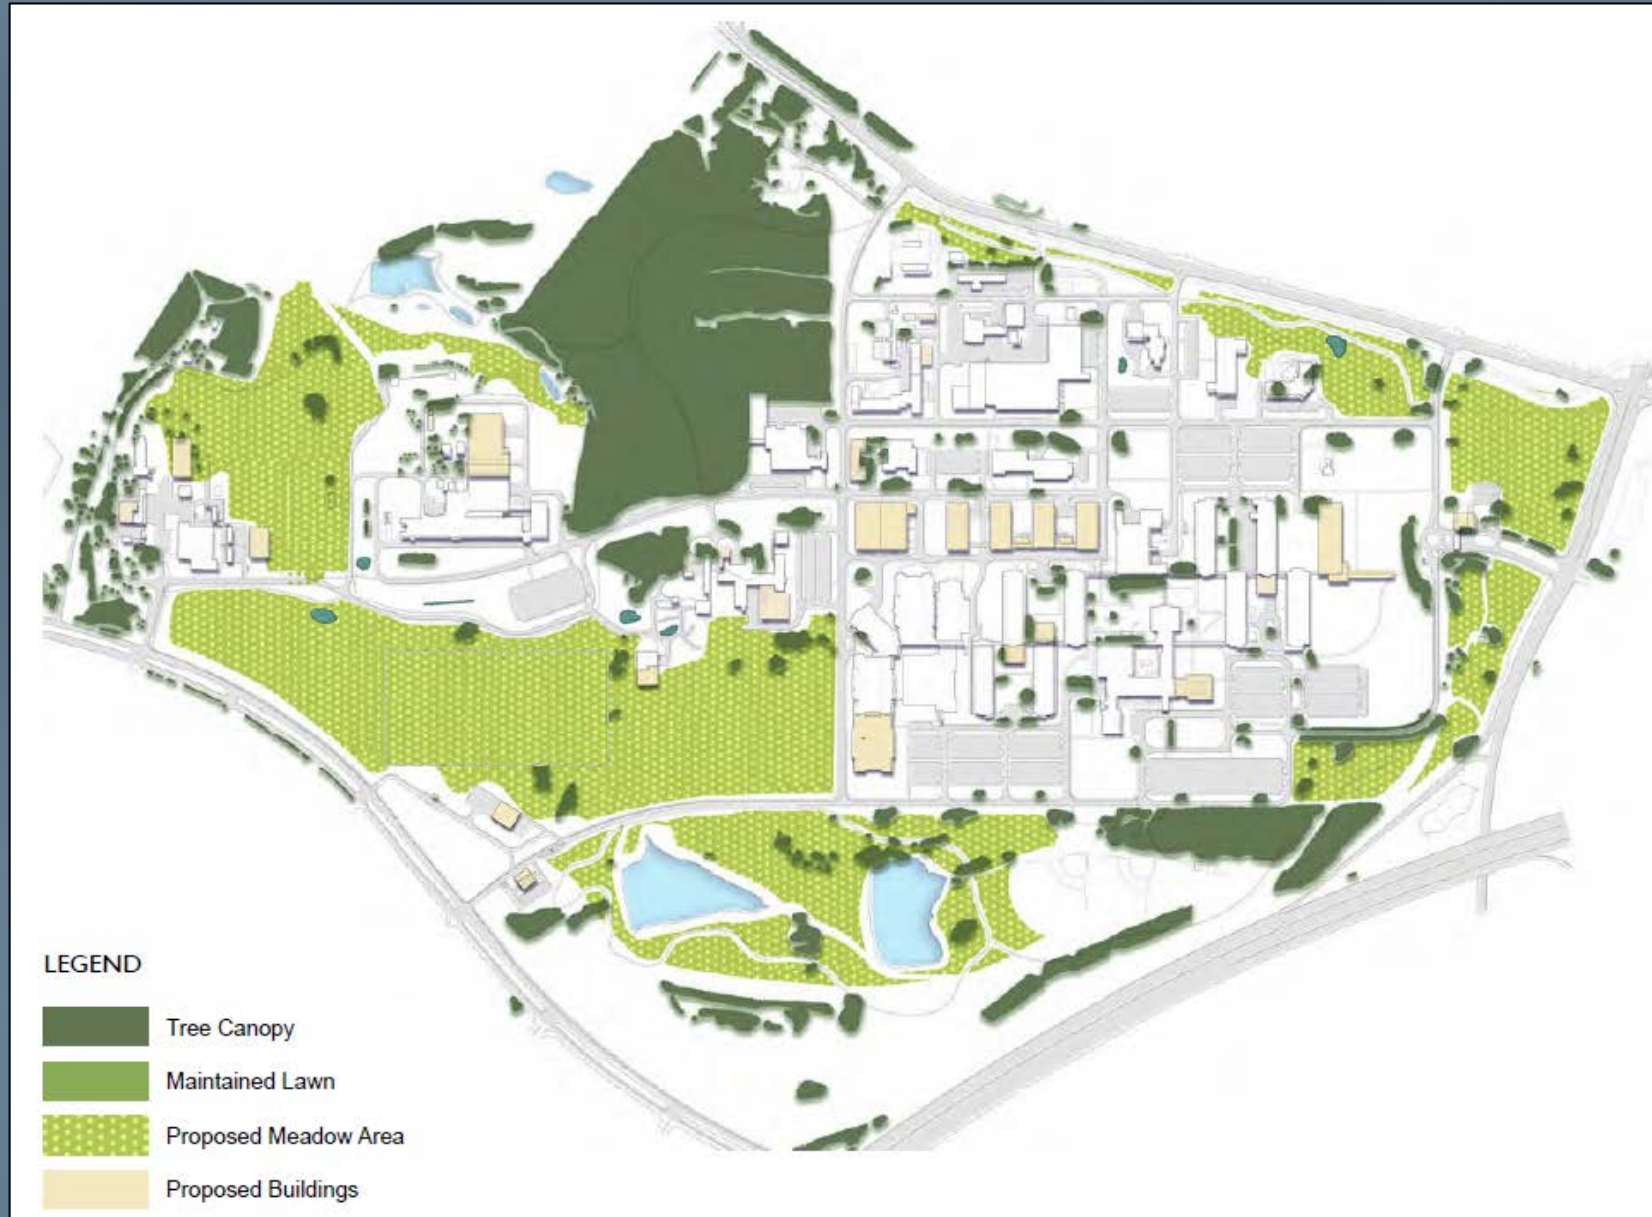 LEGEND
Tree Canopy
Maintained Lawn
Proposed Meadow Area
Proposed Buildings